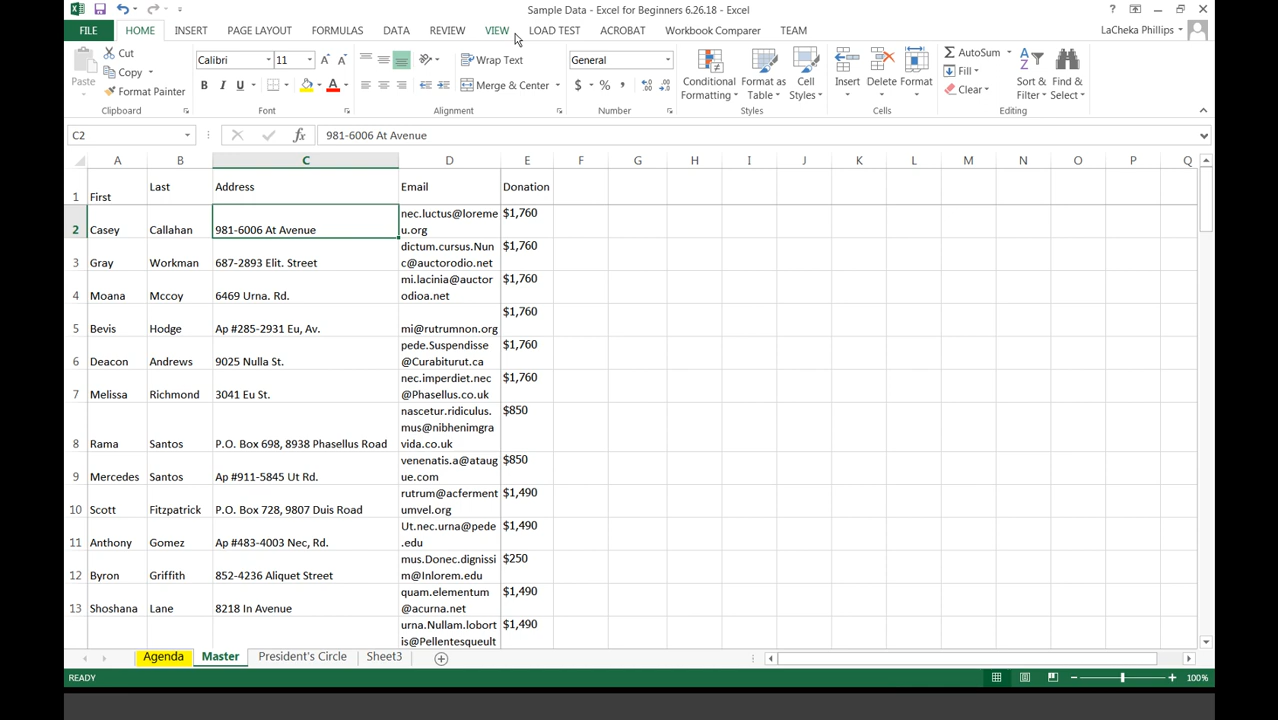 Sample Data - Excel for Beginners 6.26.18 - Excel
FILE HOME INSERT PAGE LAYOUT FORMULAS DATA REVIEW VIEW LOAD TEST ACROBAT Workbook Comparer TEAM LaCheka Phillips
Cut
Copy
Format Painter
Paste
Clipboard
Calibri 11
B I U A
Font
Wrap Text
Merge & Center
Alignment
General
$ % ,
Number
Conditional Formatting
Format as Table
Cell Styles
Styles
Insert Delete Format
Cells
AutoSum
Fill
Clear
Sort & Filter
Find & Select
Editing
C2 fx 981-6006 At Avenue
A B C D E F G H I J K L M N O P Q
1 First Last Address Email Donation
2 Casey Callahan 981-6006 At Avenue nec.luctus@loremeu.org $1,760
3 Gray Workman 687-2893 Elit. Street dictum.cursus.Nunc@auctorodio.net $1,760
4 Moana Mccoy 6469 Urna. Rd. mi.lacinia@auctorodioa.net $1,760
5 Bevis Hodge Ap #285-2931 Eu, Av. mi@rutrumnon.org $1,760
6 Deacon Andrews 9025 Nulla St. pede.Suspendisse@Curabiturut.ca $1,760
7 Melissa Richmond 3041 Eu St. nec.imperdiet.nec@Phasellus.co.uk $1,760
8 Rama Santos P.O. Box 698, 8938 Phasellus Road nascetur.ridiculus.mus@nibhenimgravida.co.uk $850
9 Mercedes Santos Ap #911-5845 Ut Rd. venenatis.a@ataugue.com $850
10 Scott Fitzpatrick P.O. Box 728, 9807 Duis Road rutrum@acfermentumvel.org $1,490
11 Anthony Gomez Ap #483-4003 Nec, Rd. Ut.nec.urna@pede.edu $1,490
12 Byron Griffith 852-4236 Aliquet Street mus.Donec.dignissim@Inlorem.edu $250
13 Shoshana Lane 8218 In Avenue quam.elementum@acurna.net $1,490
urna.Nullam.lobortis@Pellentesqueult $1,490
Agenda Master President's Circle Sheet3
READY 100%